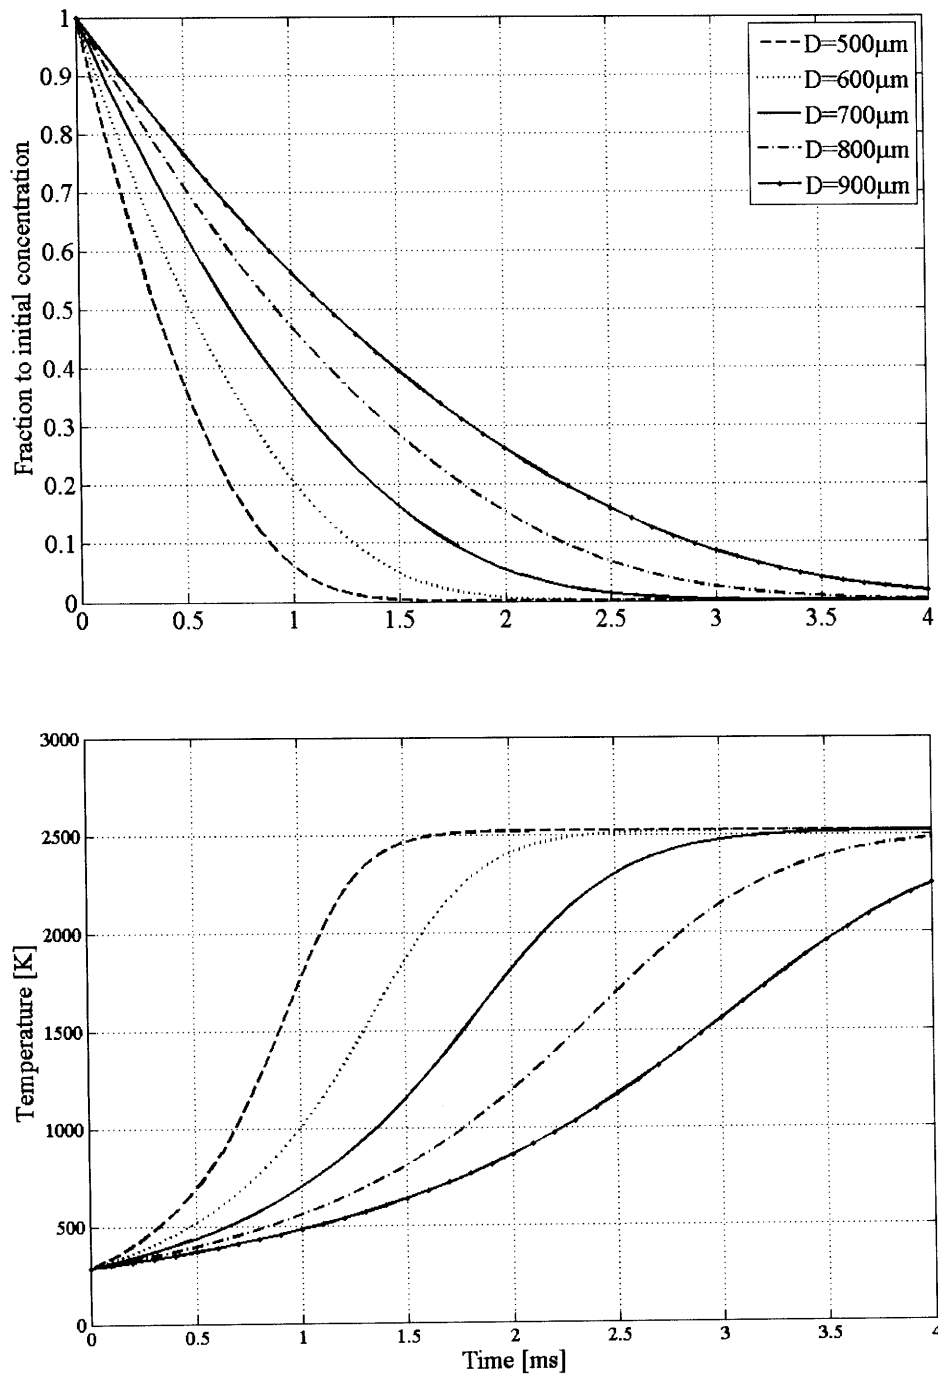 1
0.9
0.8
0.7
0.6
0.5
0.4
0.3
0.2
0.1
0
Fraction to initial concentration
D=500μm
D=600μm
D=700μm
D=800μm
D=900μm
0 0.5 1 1.5 2 2.5 3 3.5 4
3000
2500
2000
1500
1000
500
0
Temperature [K]
0 0.5 1 1.5 2 2.5 3 3.5 4
Time [ms]